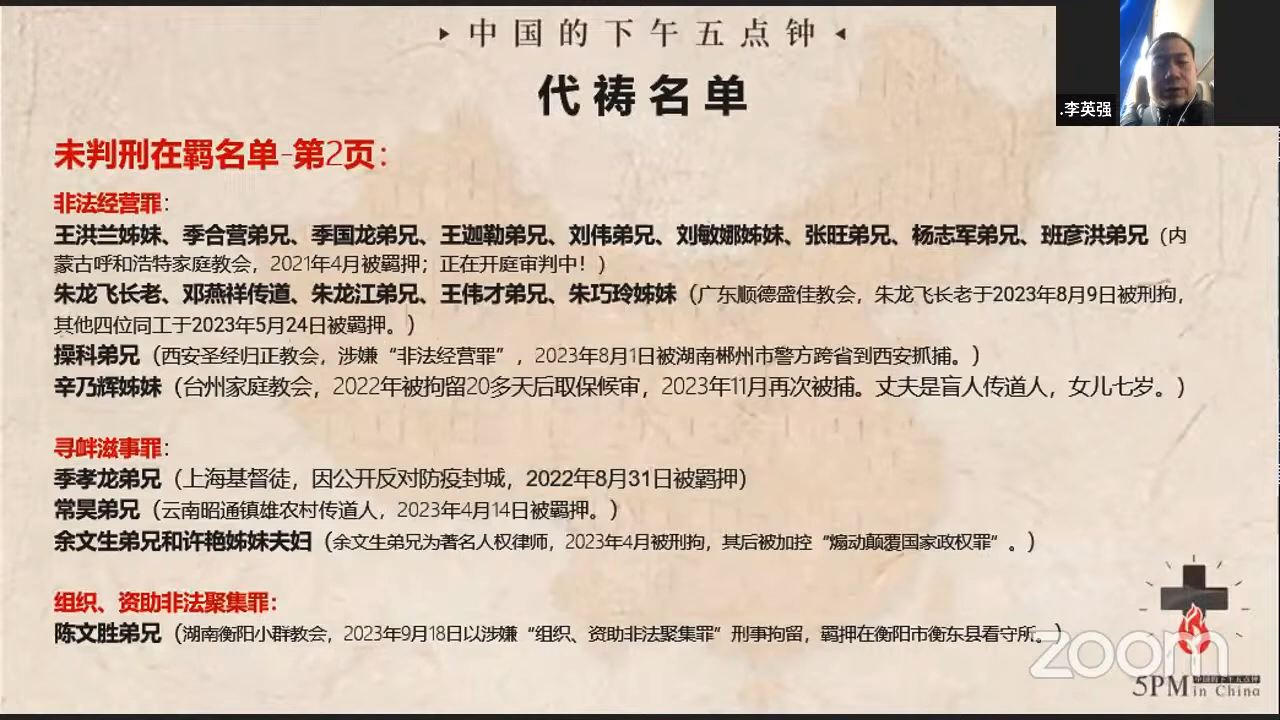 中国的下午五点钟
代祷名单
.李英强
未判刑在羁名单-第2页：
非法经营罪：
王洪兰姊妹、季合营弟兄、季国龙弟兄、王迦勒弟兄、刘伟弟兄、刘敏娜姊妹、张旺弟兄、杨志军弟兄、班彦洪弟兄（内
蒙古呼和浩特家庭教会，2021年4月被羁押；正在开庭审判中！）
朱龙飞长老、邓燕祥传道、朱龙江弟兄、王伟才弟兄、朱巧玲姊妹（广东顺德盛佳教会，朱龙飞长老于2023年8月9日被刑拘，
其他四位同工于2023年5月24日被羁押。）
操科弟兄（西安圣经归正教会，涉嫌“非法经营罪”，2023年8月1日被湖南郴州市警方跨省到西安抓捕。）
辛乃辉姊妹（台州家庭教会，2022年被拘留20多天后取保候审，2023年11月再次被捕。丈夫是盲人传道人，女儿七岁。）
寻衅滋事罪：
季孝龙弟兄（上海基督徒，因公开反对防疫封城，2022年8月31日被羁押）
常昊弟兄（云南昭通镇雄农村传道人，2023年4月14日被羁押。）
余文生弟兄和许艳姊妹夫妇（余文生弟兄为著名人权律师，2023年4月被刑拘，其后被加控“煽动颠覆国家政权罪”。）
组织、资助非法聚集罪：
陈文胜弟兄（湖南衡阳小群教会，2023年9月18日以涉嫌“组织、资助非法聚集罪”刑事拘留，羁押在衡阳市衡东县看守所。）
zoom
5PM 中国的下午五点钟
in China